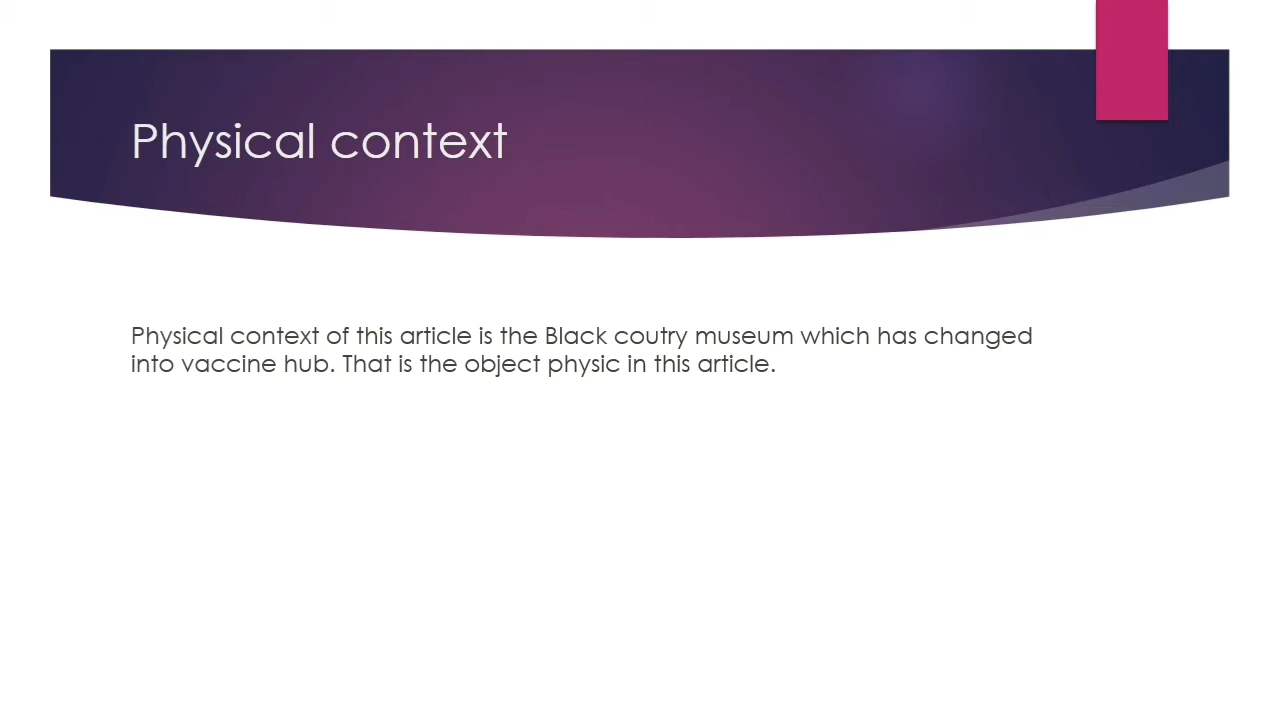 Physical context
Physical context of this article is the Black coutry museum which has changed
into vaccine hub. That is the object physic in this article.